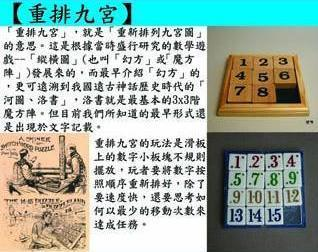 【重排九宮】
「重排九宮」，就是「重新排列九宮圖」
的意思。這是根據當時盛行研究的數學遊
戲--「縱橫圖」(也叫「幻方」或「魔方
陣」)發展來的，而最早介紹「幻方」的
，更可遠溯到我國遠古神話歷史時代的「
河圖、洛書」，洛書就是最基本的3x3階
魔方陣。但目前我們所知道的最早形式還
是出現於文字記載。
重排九宮的玩法是滑板
上的數字小板塊不規則
擺放，玩者要將數字按
照順序重新排好，除了
要速度快，還要思考如
何以最少的移動次數來
達成任務。
1 2 3
4 5 6
7 8
1 2 3 4
5 6 7 8
9 10 11 12
13 14 15